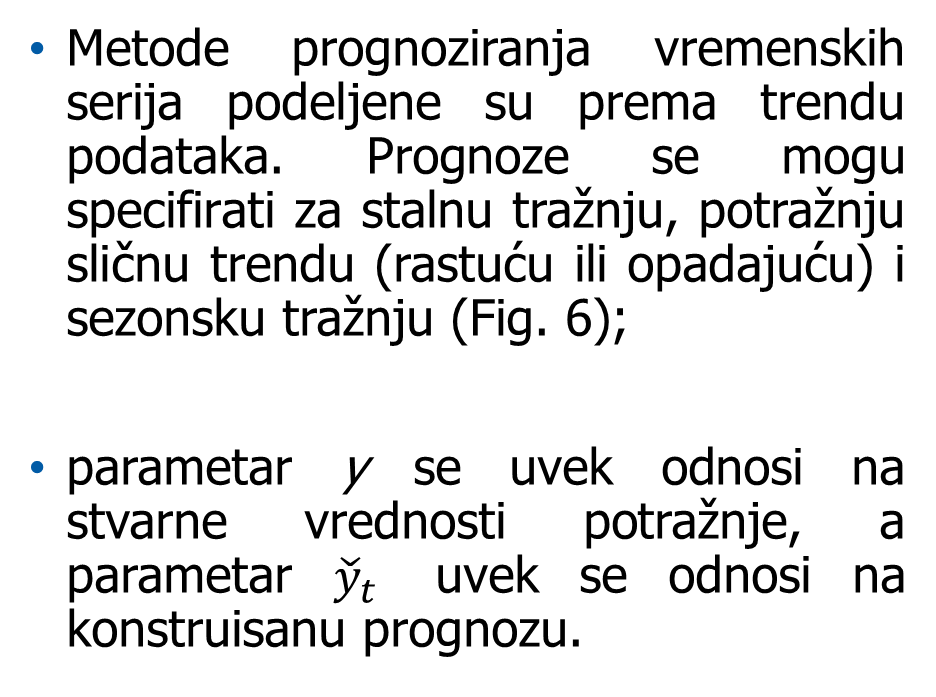 • Metode prognoziranja vremenskih
serija podeljene su prema trendu
podataka. Prognoze se mogu
specifirati za stalnu tražnju, potražnju
sličnu trendu (rastuću ili opadajuću) i
sezonsku tražnju (Fig. 6);
• parametar y se uvek odnosi na
stvarne vrednosti potražnje, a
parametar y̌ₜ uvek se odnosi na
konstruisanu prognozu.